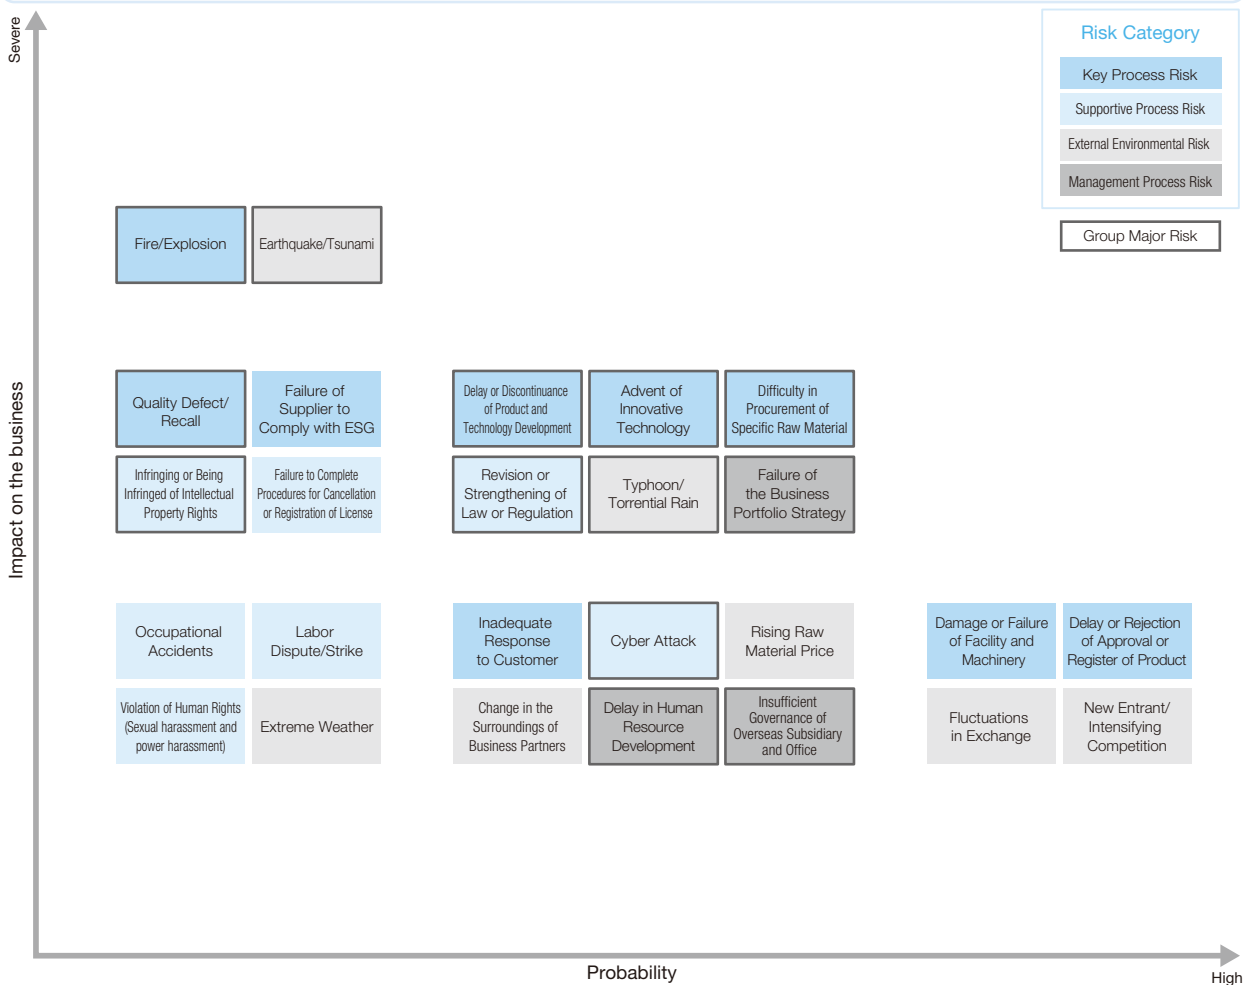 Severe
Risk Category
Key Process Risk
Supportive Process Risk
External Environmental Risk
Management Process Risk
Group Major Risk
Fire/Explosion
Earthquake/Tsunami
Impact on the business
Quality Defect/
Recall
Failure of
Supplier to
Comply with ESG
Delay or Discontinuance
of Product and
Technology Development
Advent of
Innovative
Technology
Difficulty in
Procurement of
Specific Raw Material
Infringing or Being
Infringed of Intellectual
Property Rights
Failure to Complete
Procedures for Cancellation
or Registration of License
Revision or
Strengthening of
Law or Regulation
Typhoon/
Torrential Rain
Failure of
the Business
Portfolio Strategy
Occupational
Accidents
Labor
Dispute/Strike
Inadequate
Response
to Customer
Cyber Attack
Rising Raw
Material Price
Damage or Failure
of Facility and
Machinery
Delay or Rejection
of Approval or
Register of Product
Violation of Human Rights
(Sexual harassment and
power harassment)
Extreme Weather
Change in the
Surroundings of
Business Partners
Delay in Human
Resource
Development
Insufficient
Governance of
Overseas Subsidiary
and Office
Fluctuations
in Exchange
New Entrant/
Intensifying
Competition
Probability
High